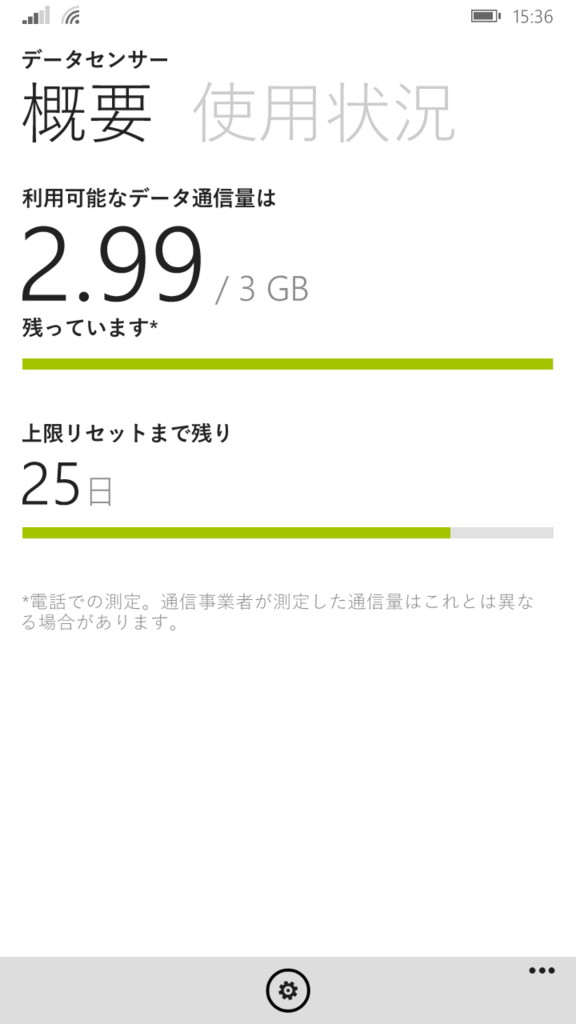 15:36
データセンサー
概要 使用状況
利用可能なデータ通信量は
2.99 / 3 GB
残っています*
上限リセットまで残り
25日
*電話での測定。通信事業者が測定した通信量はこれとは異な
る場合があります。